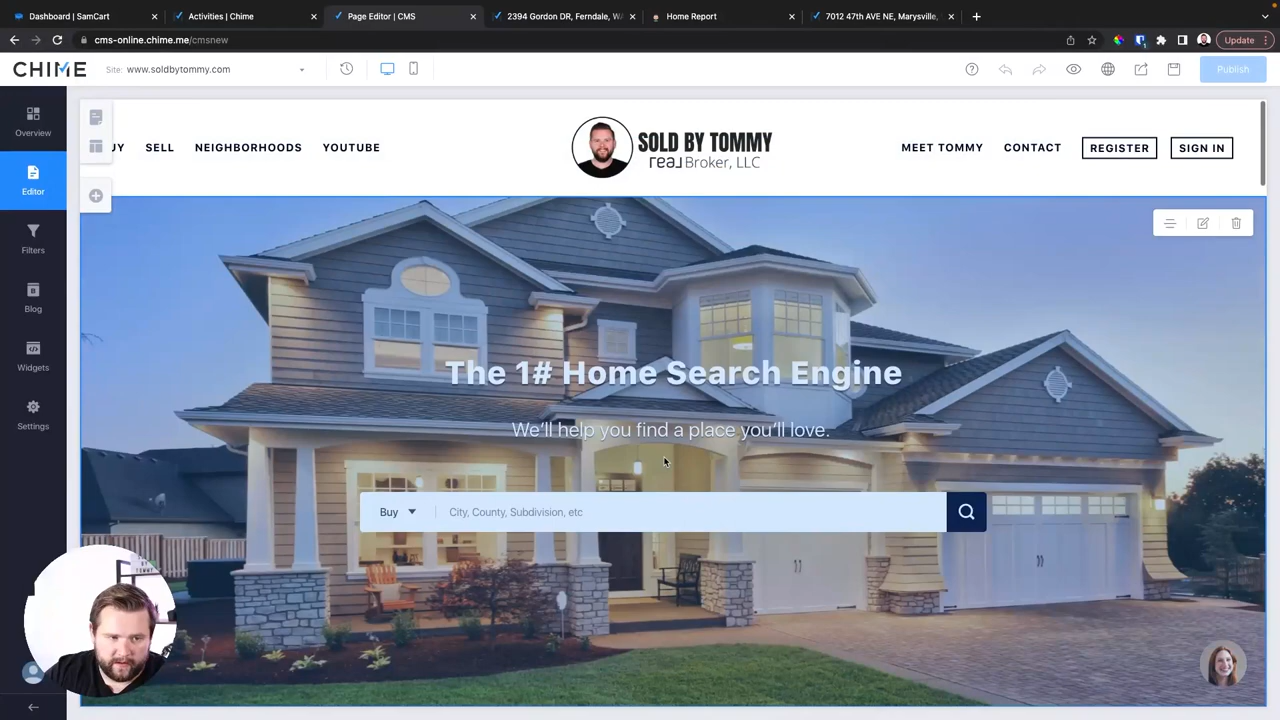 Dashboard | SamCart
Activities | Chime
Page Editor | CMS
2394 Gordon DR, Ferndale, WA
Home Report
7012 47th AVE NE, Marysville,
cms-online.chime.me/cmsnew
Update
CHIME
Site: www.soldbytommy.com
Publish
Overview
Editor
Filters
Blog
Widgets
Settings
UY
SELL
NEIGHBORHOODS
YOUTUBE
SOLD BY TOMMY
real Broker, LLC
MEET TOMMY
CONTACT
REGISTER
SIGN IN
The 1# Home Search Engine
We'll help you find a place you'll love.
Buy
City, County, Subdivision, etc